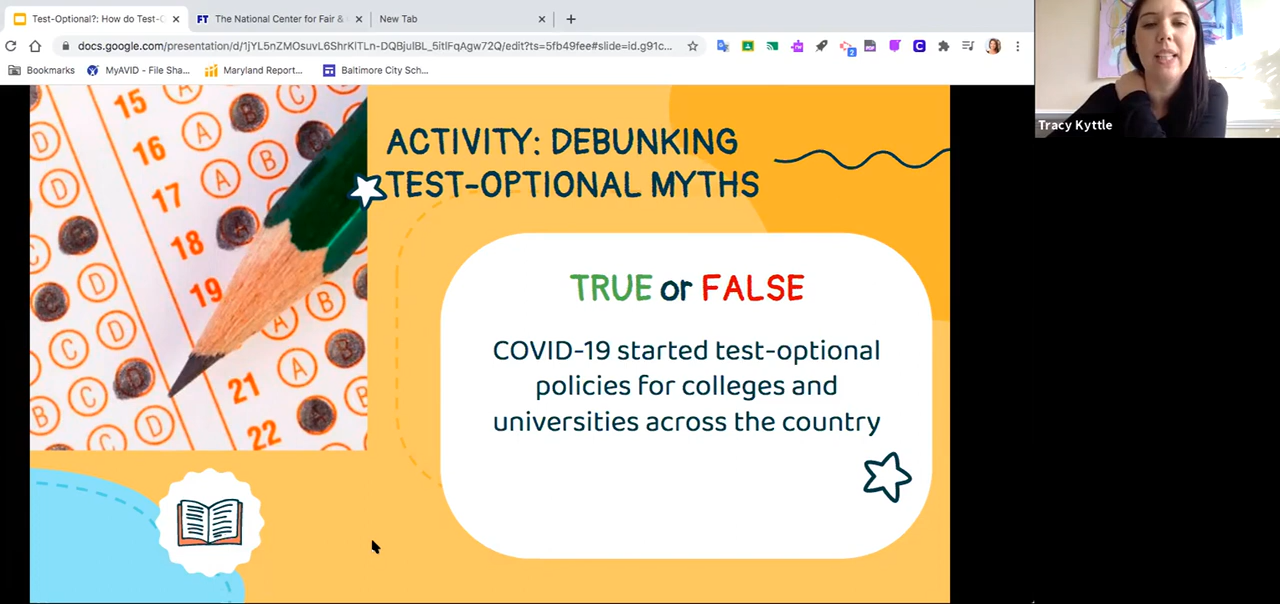 Test-Optional?: How do Test-O
The National Center for Fair &
New Tab
docs.google.com/presentation/d/1jYL5nZMOsuvL6ShrKlTLn-DQBjulBL_5itlFqAgw72Q/edit?ts=5fb49fee#slide=id.g91c...
Bookmarks
MyAVID - File Sha...
Maryland Report...
Baltimore City Sch...
Tracy Kyttle
ACTIVITY: DEBUNKING
TEST-OPTIONAL MYTHS
TRUE or FALSE
COVID-19 started test-optional
policies for colleges and
universities across the country
15 A C
16 A
17 A B
18 A
19
A B
21 A
22
D
D
C D
C D
C D
B C D
C